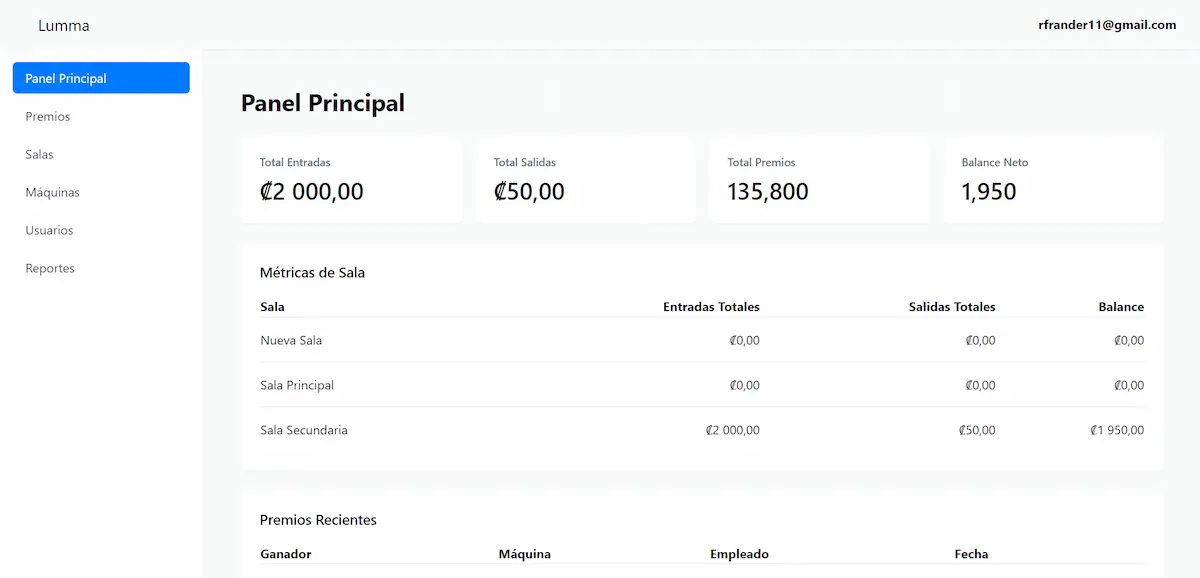 Lumma
rfrander11@gmail.com
Panel Principal
Premios
Salas
Máquinas
Usuarios
Reportes
Panel Principal
Total Entradas
₡2 000,00
Total Salidas
₡50,00
Total Premios
135,800
Balance Neto
1,950
Métricas de Sala
Sala Entradas Totales Salidas Totales Balance
Nueva Sala ₡0,00 ₡0,00 ₡0,00
Sala Principal ₡0,00 ₡0,00 ₡0,00
Sala Secundaria ₡2 000,00 ₡50,00 ₡1 950,00
Premios Recientes
Ganador Máquina Empleado Fecha